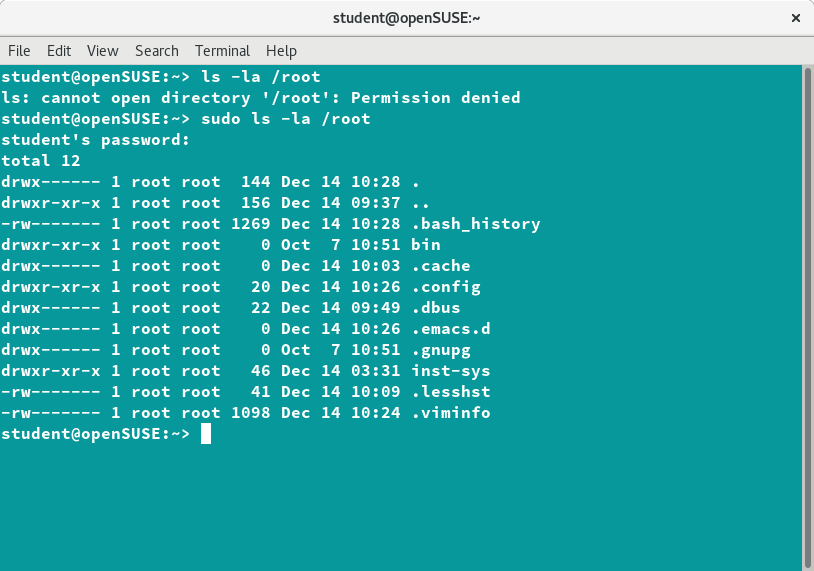 student@openSUSE:~
×
File Edit View Search Terminal Help
student@openSUSE:~> ls -la /root
ls: cannot open directory '/root': Permission denied
student@openSUSE:~> sudo ls -la /root
student's password:
total 12
drwx------ 1 root root  144 Dec 14 10:28 .
drwxr-xr-x 1 root root  156 Dec 14 09:37 ..
-rw------- 1 root root 1269 Dec 14 10:28 .bash_history
drwxr-xr-x 1 root root    0 Oct  7 10:51 bin
drwx------ 1 root root    0 Dec 14 10:03 .cache
drwxr-xr-x 1 root root   20 Dec 14 10:26 .config
drwx------ 1 root root   22 Dec 14 09:49 .dbus
drwx------ 1 root root    0 Dec 14 10:26 .emacs.d
drwx------ 1 root root    0 Oct  7 10:51 .gnupg
drwxr-xr-x 1 root root   46 Dec 14 03:31 inst-sys
-rw------- 1 root root   41 Dec 14 10:09 .lesshst
-rw------- 1 root root 1098 Dec 14 10:24 .viminfo
student@openSUSE:~>